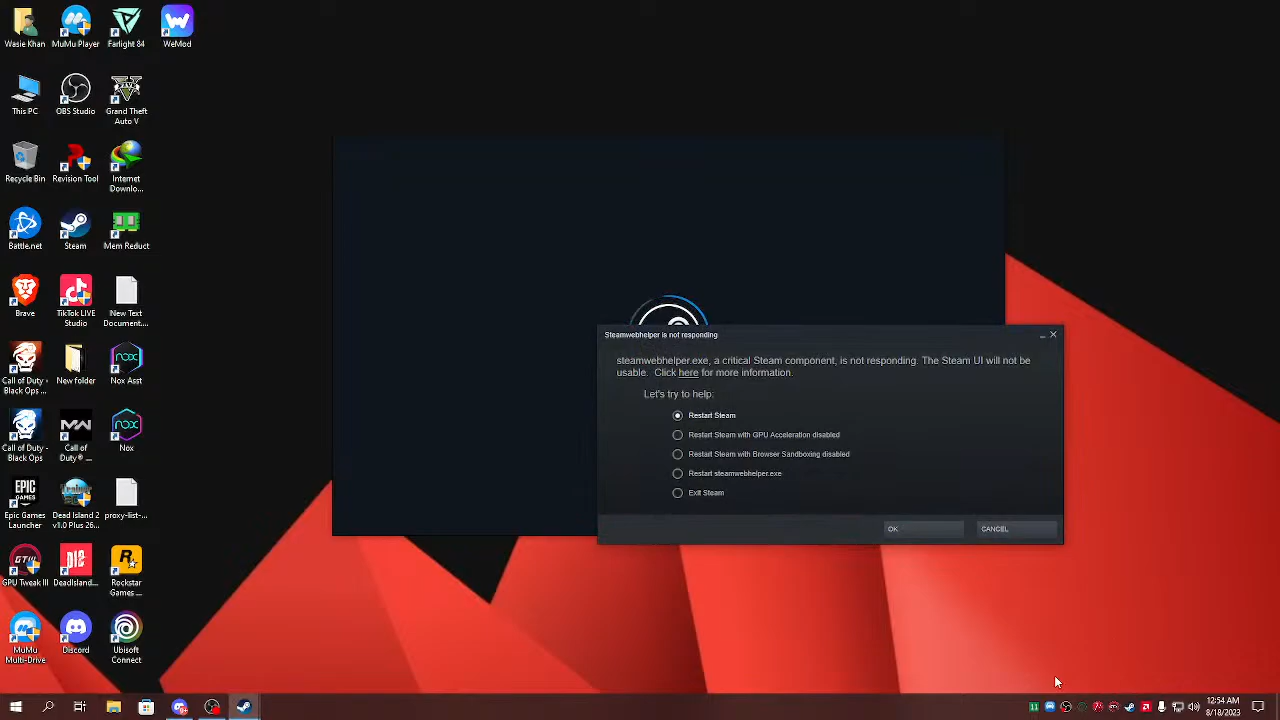 Wasie Khan
MuMu Player
Farlight 84
WeMod
This PC
OBS Studio
Grand Theft
Auto V
Recycle Bin
Revision Tool
Internet
Downlo...
Battle.net
Steam
Mem Reduct
Brave
TikTok LIVE
Studio
New Text
Document...
Call of Duty -
Black Ops ...
New folder
Nox Asst
Call of Duty -
Black Ops ...
Call of
Duty® ...
Nox
Epic Games
Launcher
Dead Island 2
v1.0 Plus 26...
proxy-list-...
GPU Tweak III
DeadIsland...
Rockstar
Games ...
MuMu
Multi-Drive
Discord
Ubisoft
Connect
Steamwebhelper is not responding
steamwebhelper.exe, a critical Steam component, is not responding. The Steam UI will not be
usable. Click here for more information.
Let's try to help:
Restart Steam
Restart Steam with GPU Acceleration disabled
Restart Steam with Browser Sandboxing disabled
Restart steamwebhelper.exe
Exit Steam
OK
CANCEL
12:54 AM
8/18/2023